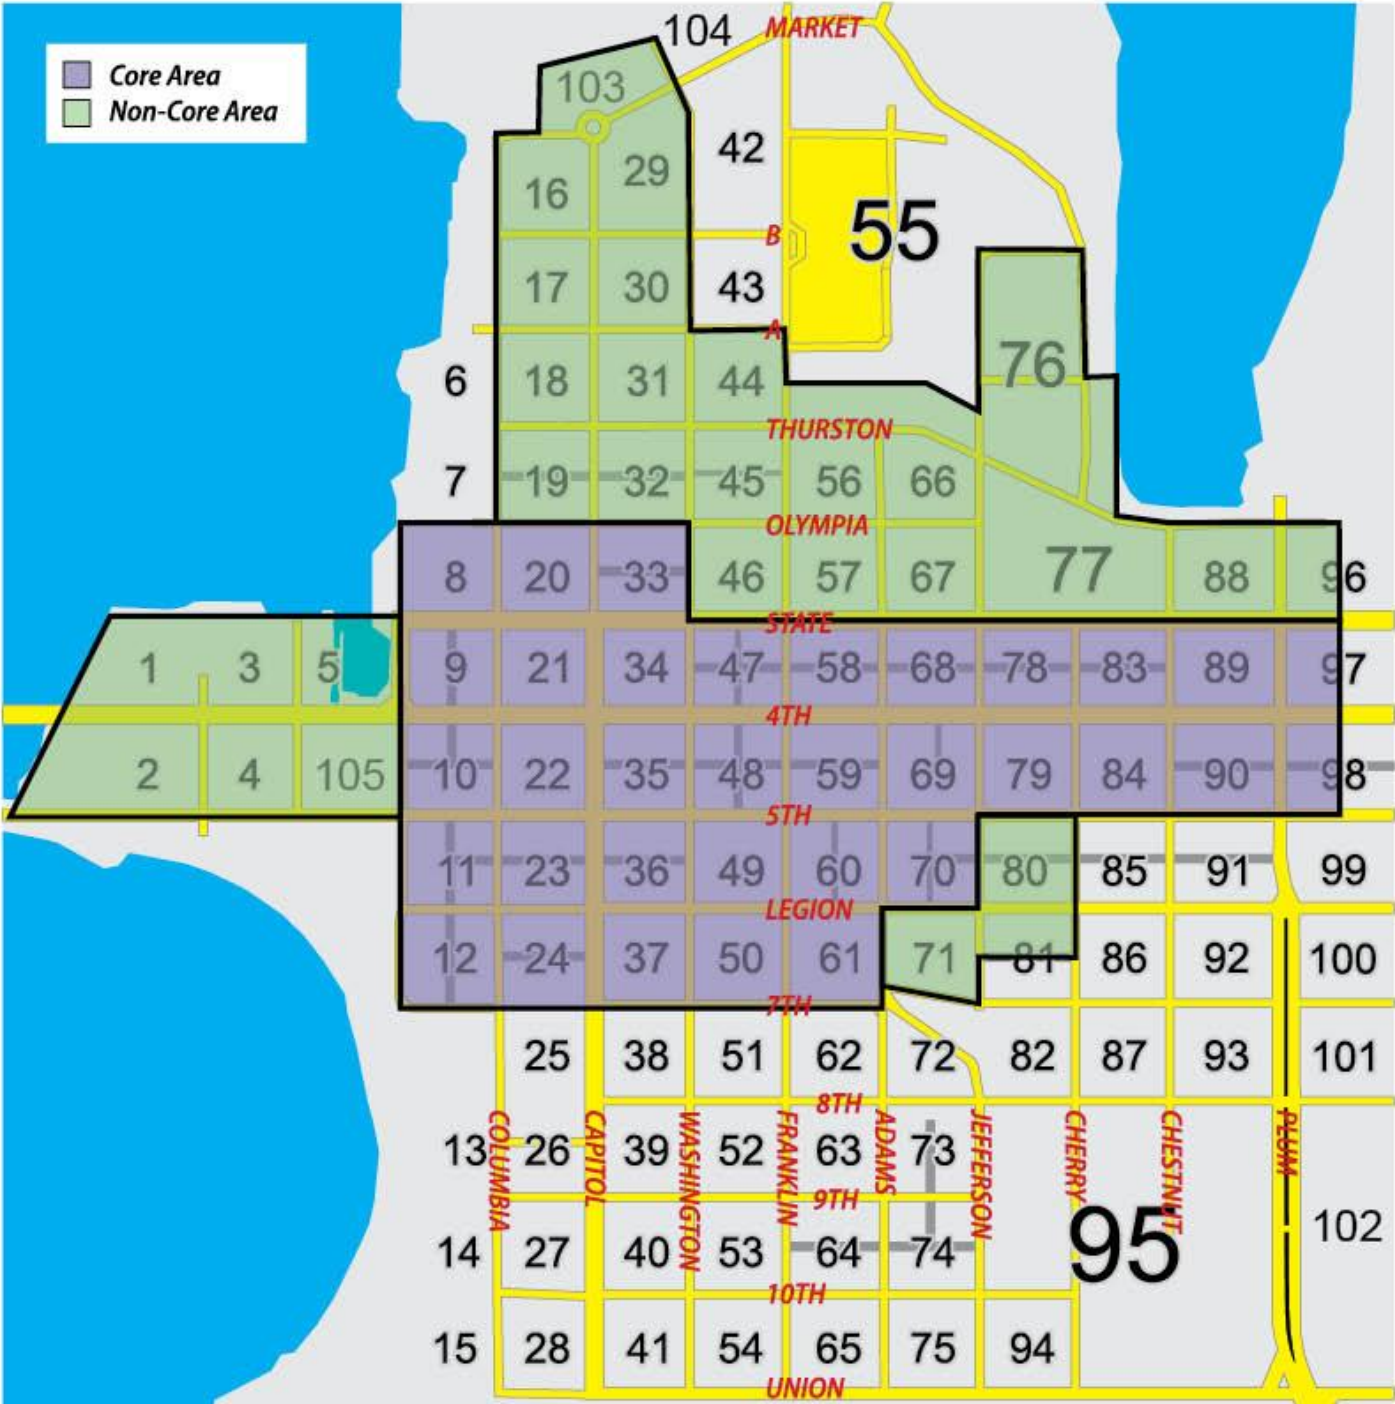 104 MARKET
Core Area
Non-Core Area
103
42
29
16
55
B
17 30 43
A
76
6 18 31 44
THURSTON
7 19 32 45 56 66
OLYMPIA
8 20 33 46 57 67 77 88 96
STATE
1 3 5 9 21 34 47 58 68 78 83 89 97
4TH
2 4 105 10 22 35 48 59 69 79 84 90 98
5TH
11 23 36 49 60 70 80 85 91 99
LEGION
12 24 37 50 61 71 81 86 92 100
7TH
25 38 51 62 72 82 87 93 101
8TH
COLUMBIA
CAPITOL
WASHINGTON
FRANKLIN
ADAMS
JEFFERSON
CHERRY
CHESTNUT
PLUM
13 26 39 52 63 73
9TH
95
102
14 27 40 53 64 74
10TH
15 28 41 54 65 75 94
UNION